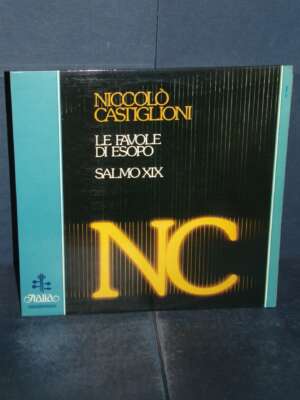 NICCOLÒ
CASTIGLIONI
LE FAVOLE
DI ESOPO
SALMO XIX
NC
Italia